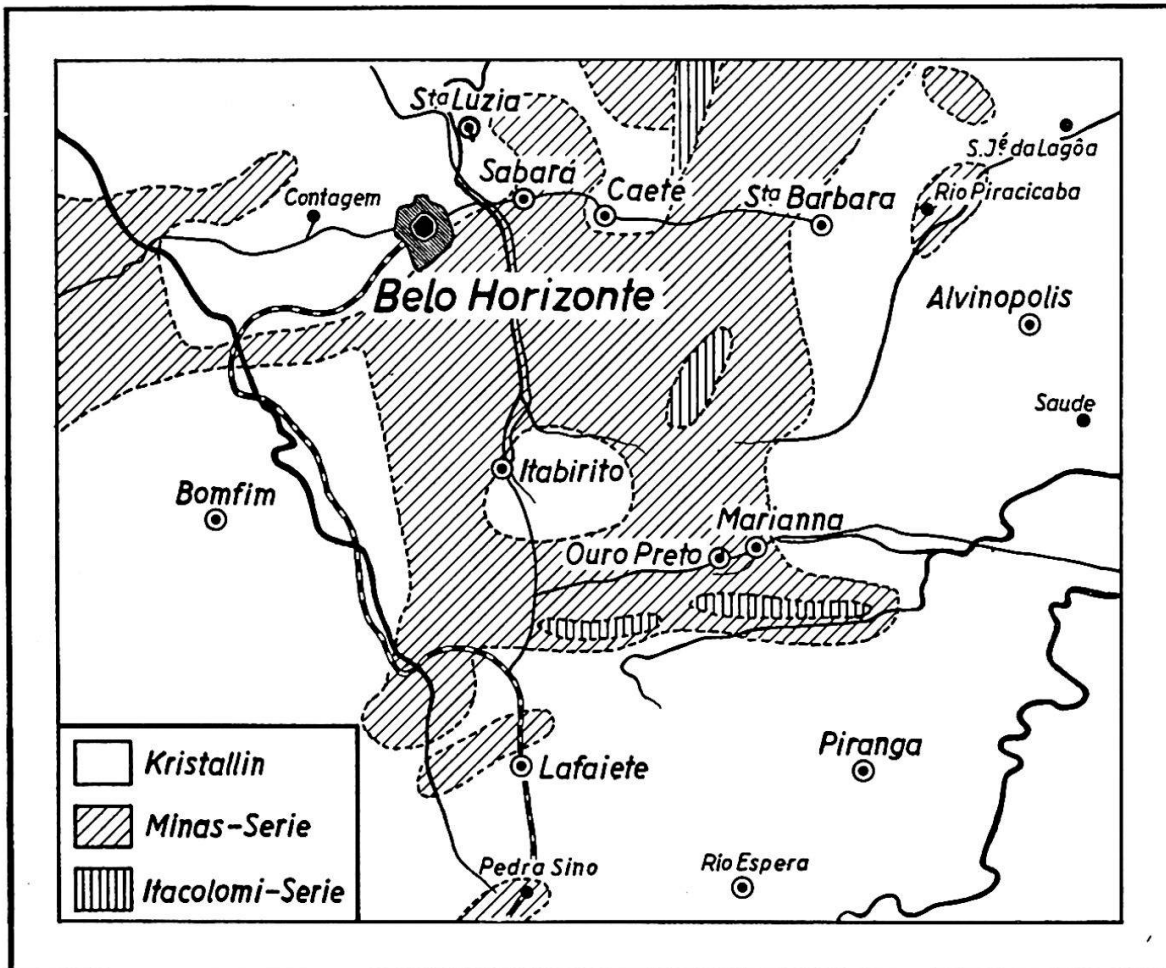 Sta Luzia
S. Jé. da Lagôa
Sabará
Caete
Sta Barbara
Rio Piracicaba
Contagem
Belo Horizonte
Alvinopolis
Saude
Itabirito
Bomfim
Marianna
Ouro Preto
Piranga
Lafaiete
Pedra Sino
Rio Espera
Kristallin
Minas-Serie
Itacolomi-Serie